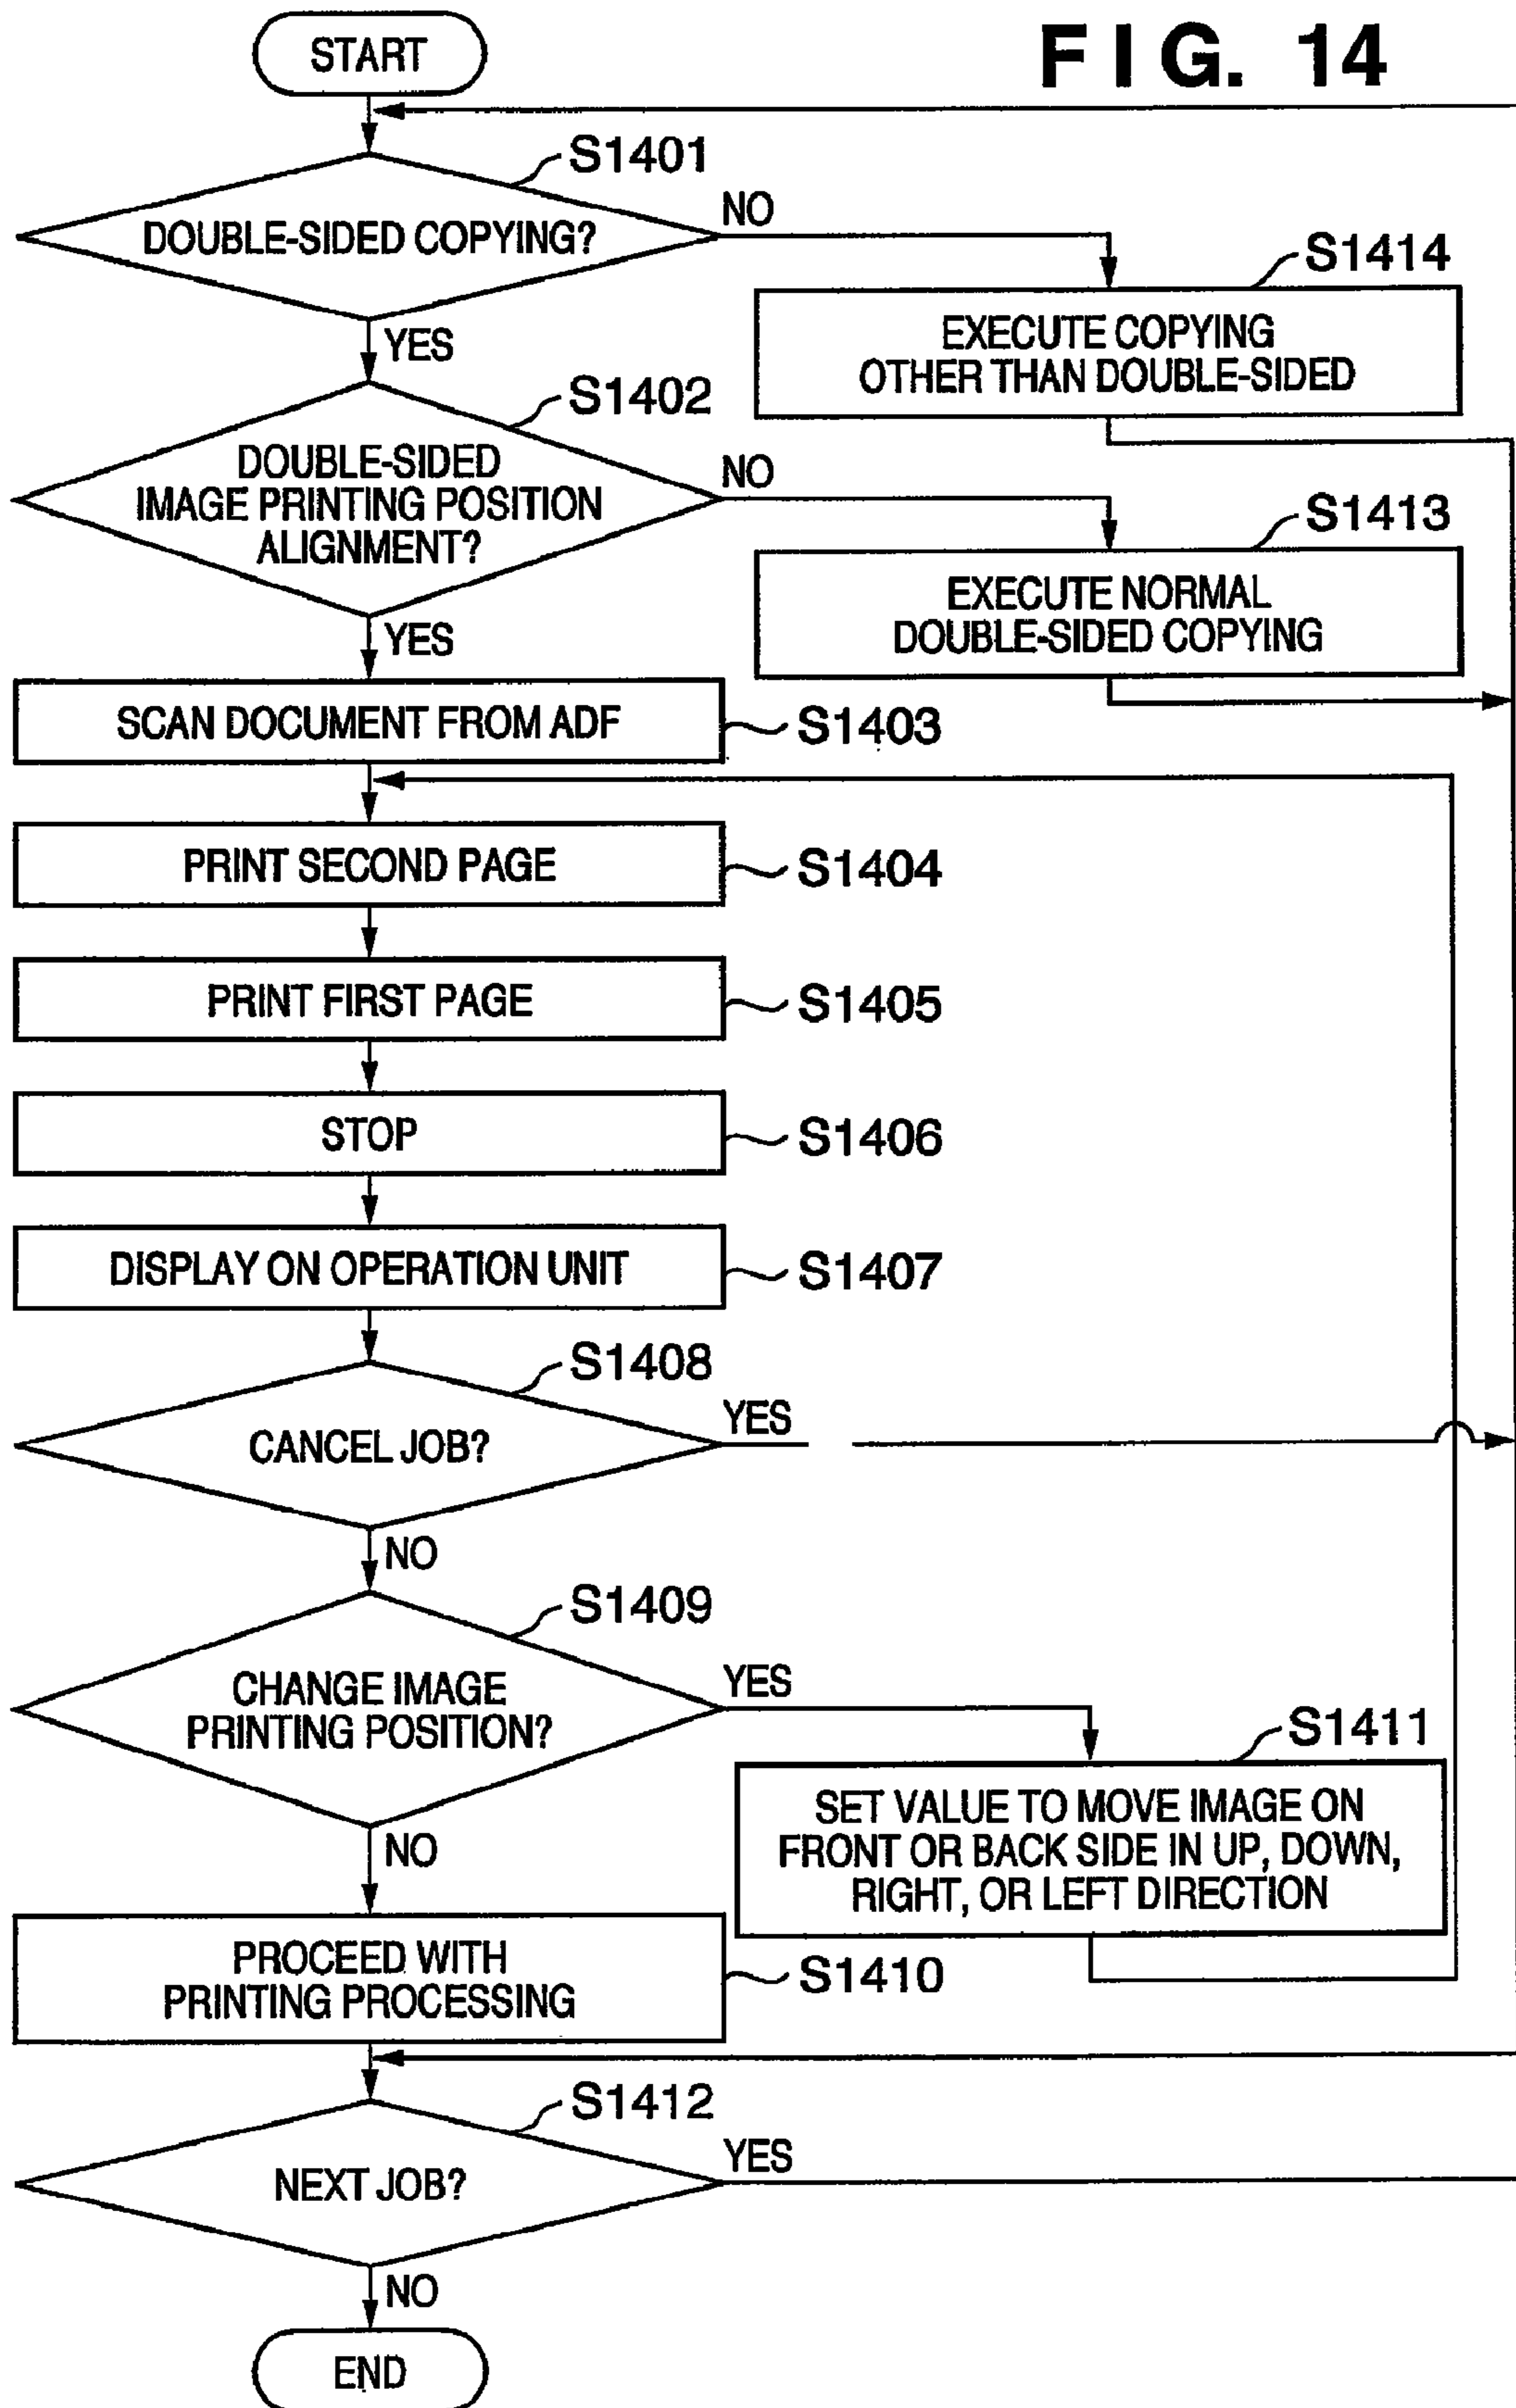 FIG. 14
START
S1401
DOUBLE-SIDED COPYING?
NO
YES
S1414
EXECUTE COPYING
OTHER THAN DOUBLE-SIDED
S1402
DOUBLE-SIDED
IMAGE PRINTING POSITION
ALIGNMENT?
NO
YES
S1413
EXECUTE NORMAL
DOUBLE-SIDED COPYING
SCAN DOCUMENT FROM ADF
S1403
PRINT SECOND PAGE
S1404
PRINT FIRST PAGE
S1405
STOP
S1406
DISPLAY ON OPERATION UNIT
S1407
S1408
CANCEL JOB?
YES
NO
S1409
CHANGE IMAGE
PRINTING POSITION?
YES
NO
S1411
SET VALUE TO MOVE IMAGE ON
FRONT OR BACK SIDE IN UP, DOWN,
RIGHT, OR LEFT DIRECTION
PROCEED WITH
PRINTING PROCESSING
S1410
S1412
NEXT JOB?
YES
NO
END